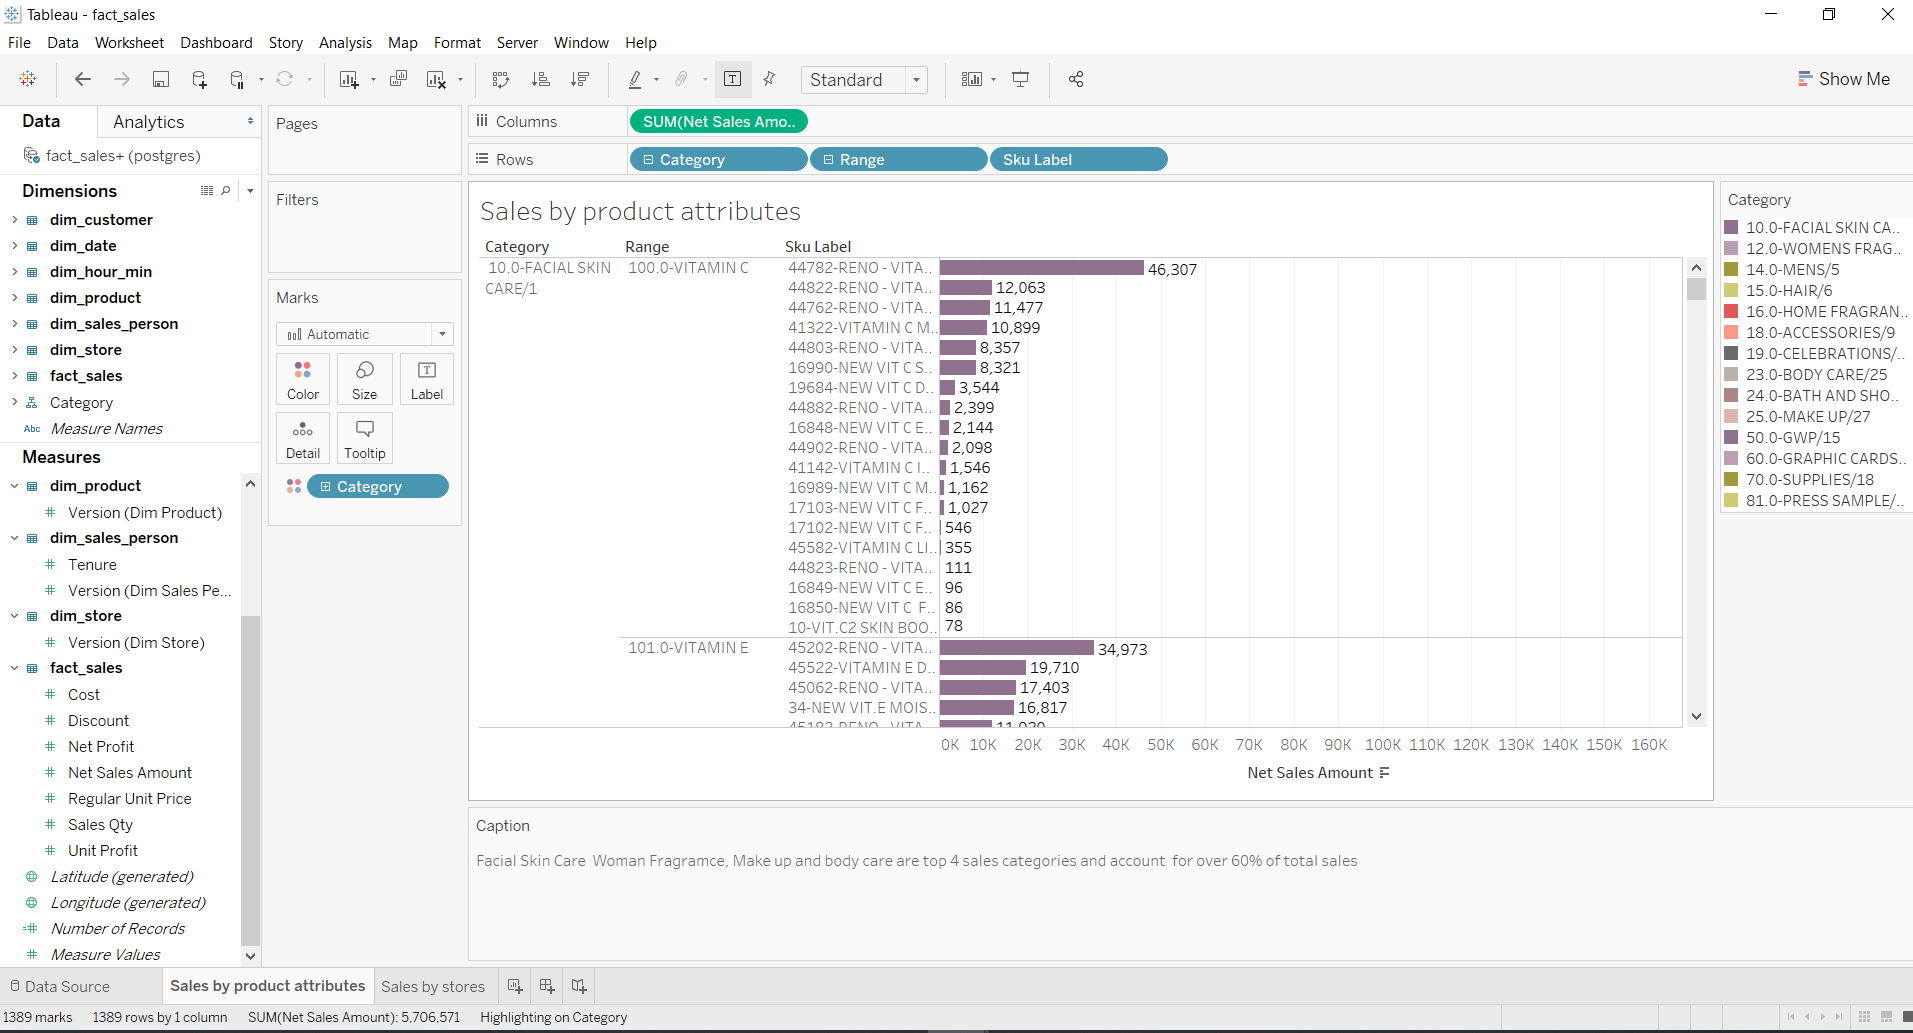 Tableau - fact_sales
File Data Worksheet Dashboard Story Analysis Map Format Server Window Help
Standard
Show Me
Data
Analytics
fact_sales+ (postgres)
Dimensions
dim_customer
dim_date
dim_hour_min
dim_product
dim_sales_person
dim_store
fact_sales
Category
Abc Measure Names
Measures
dim_product
Version (Dim Product)
dim_sales_person
Tenure
Version (Dim Sales Pe...
dim_store
Version (Dim Store)
fact_sales
Cost
Discount
Net Profit
Net Sales Amount
Regular Unit Price
Sales Qty
Unit Profit
Latitude (generated)
Longitude (generated)
Number of Records
Measure Values
Pages
Filters
Marks
Automatic
Color Size Label
Detail Tooltip
Category
Columns SUM(Net Sales Amo..
Rows Category Range Sku Label
Sales by product attributes
Category Range Sku Label
10.0-FACIAL SKIN CARE/1
100.0-VITAMIN C
44782-RENO - VITA.. 46,307
44822-RENO - VITA.. 12,063
44762-RENO - VITA.. 11,477
41322-VITAMIN C M.. 10,899
44803-RENO - VITA.. 8,357
16990-NEW VIT C S.. 8,321
19684-NEW VIT C D.. 3,544
44882-RENO - VITA.. 2,399
16848-NEW VIT C E.. 2,144
44902-RENO - VITA.. 2,098
41142-VITAMIN C I.. 1,546
16989-NEW VIT C M.. 1,162
17103-NEW VIT C F.. 1,027
17102-NEW VIT C F.. 546
45582-VITAMIN C LI.. 355
44823-RENO - VITA.. 111
16849-NEW VIT C E.. 96
16850-NEW VIT C F.. 86
10-VIT.C2 SKIN BOO.. 78
101.0-VITAMIN E
45202-RENO - VITA.. 34,973
45522-VITAMIN E D.. 19,710
45062-RENO - VITA.. 17,403
34-NEW VIT.E MOIS.. 16,817
45182-RENO - VITA.. 11,930
0K 10K 20K 30K 40K 50K 60K 70K 80K 90K 100K 110K 120K 130K 140K 150K 160K
Net Sales Amount
Category
10.0-FACIAL SKIN CA..
12.0-WOMENS FRAG..
14.0-MENS/5
15.0-HAIR/6
16.0-HOME FRAGRAN..
18.0-ACCESSORIES/9
19.0-CELEBRATIONS/..
23.0-BODY CARE/25
24.0-BATH AND SHO..
25.0-MAKE UP/27
50.0-GWP/15
60.0-GRAPHIC CARDS..
70.0-SUPPLIES/18
81.0-PRESS SAMPLE/..
Caption
Facial Skin Care  Woman Fragramce, Make up and body care are top 4 sales categories and account  for over 60% of total sales
Data Source Sales by product attributes Sales by stores
1389 marks 1389 rows by 1 column SUM(Net Sales Amount): 5,706,571 Highlighting on Category